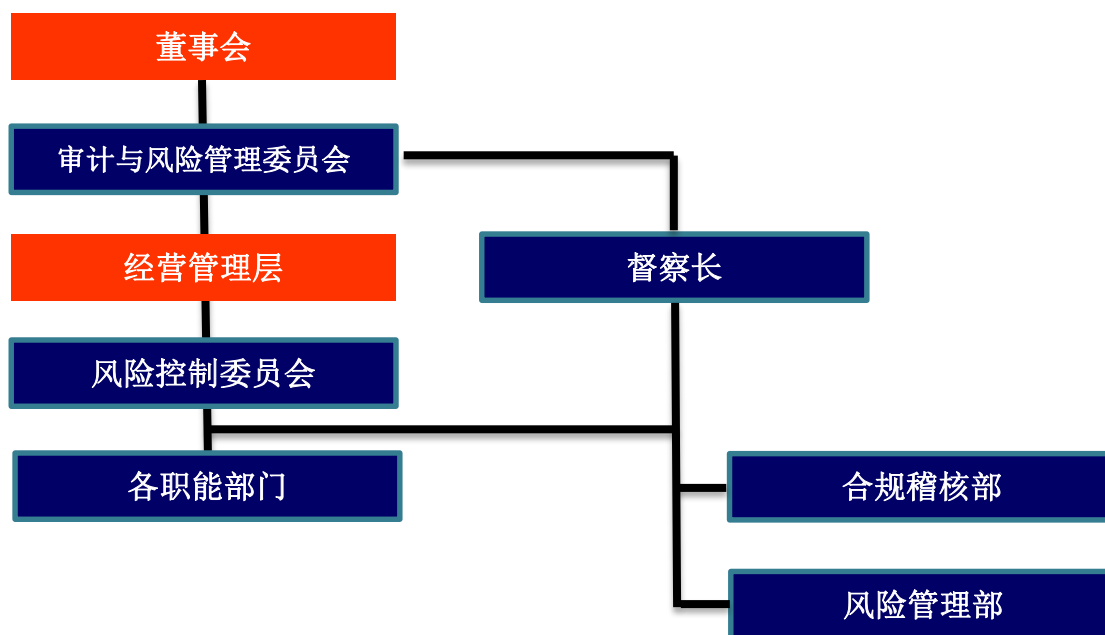 董事会
审计与风险管理委员会
经营管理层
督察长
风险控制委员会
各职能部门
合规稽核部
风险管理部